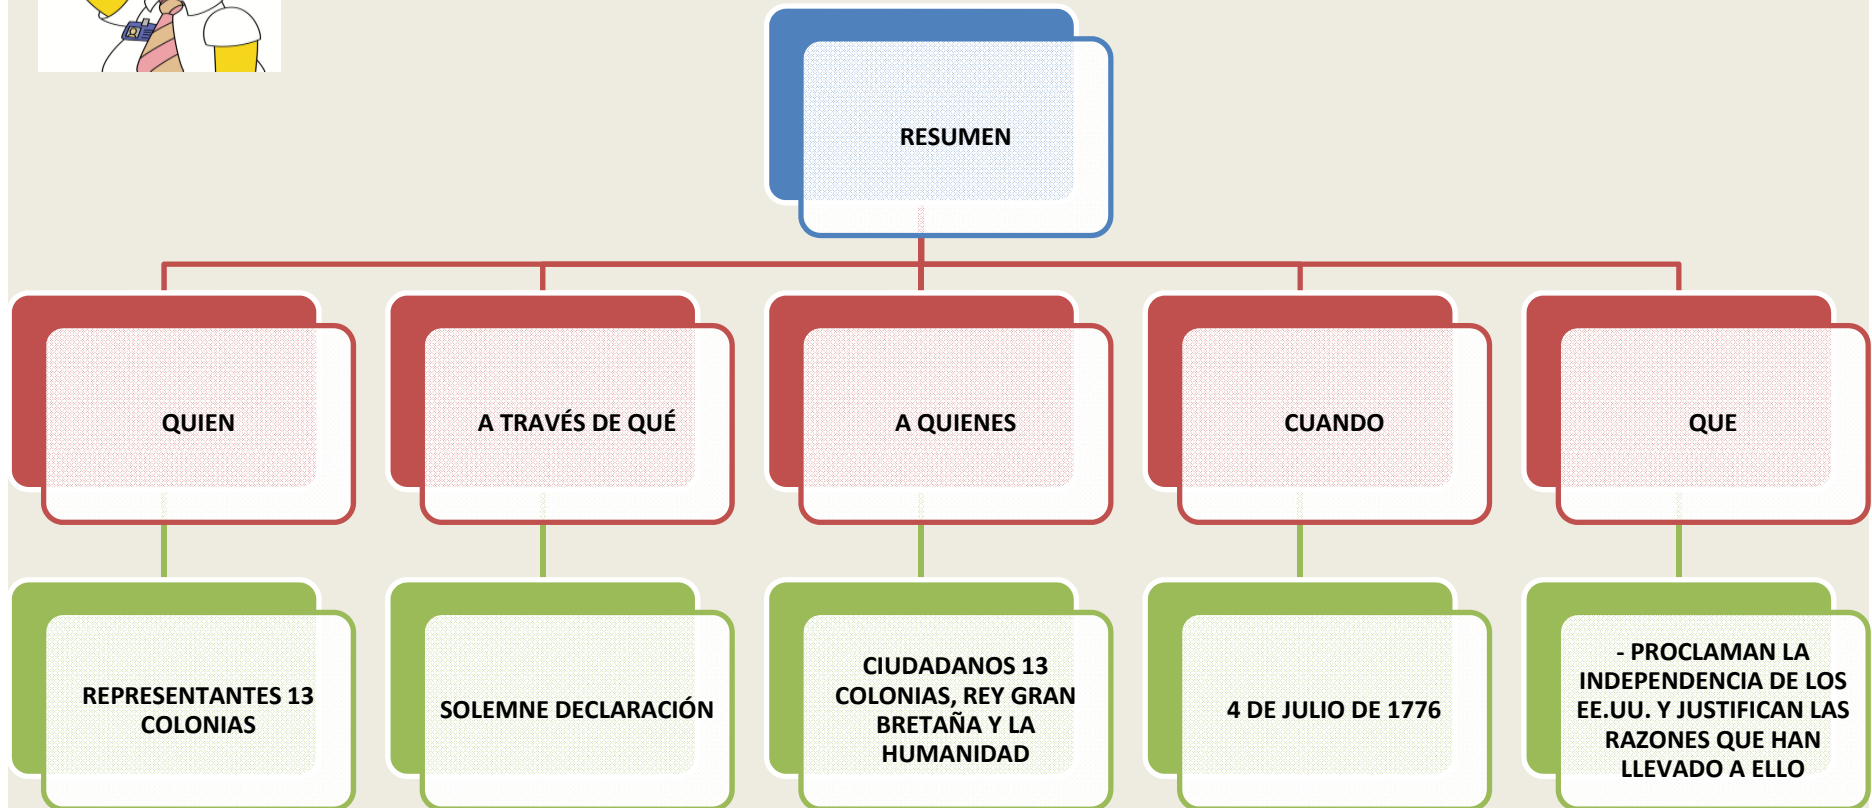 RESUMEN
QUIEN
A TRAVÉS DE QUÉ
A QUIENES
CUANDO
QUE
REPRESENTANTES 13
COLONIAS
SOLEMNE DECLARACIÓN
CIUDADANOS 13
COLONIAS, REY GRAN
BRETAÑA Y LA
HUMANIDAD
4 DE JULIO DE 1776
- PROCLAMAN LA
INDEPENDENCIA DE LOS
EE.UU. Y JUSTIFICAN LAS
RAZONES QUE HAN
LLEVADO A ELLO